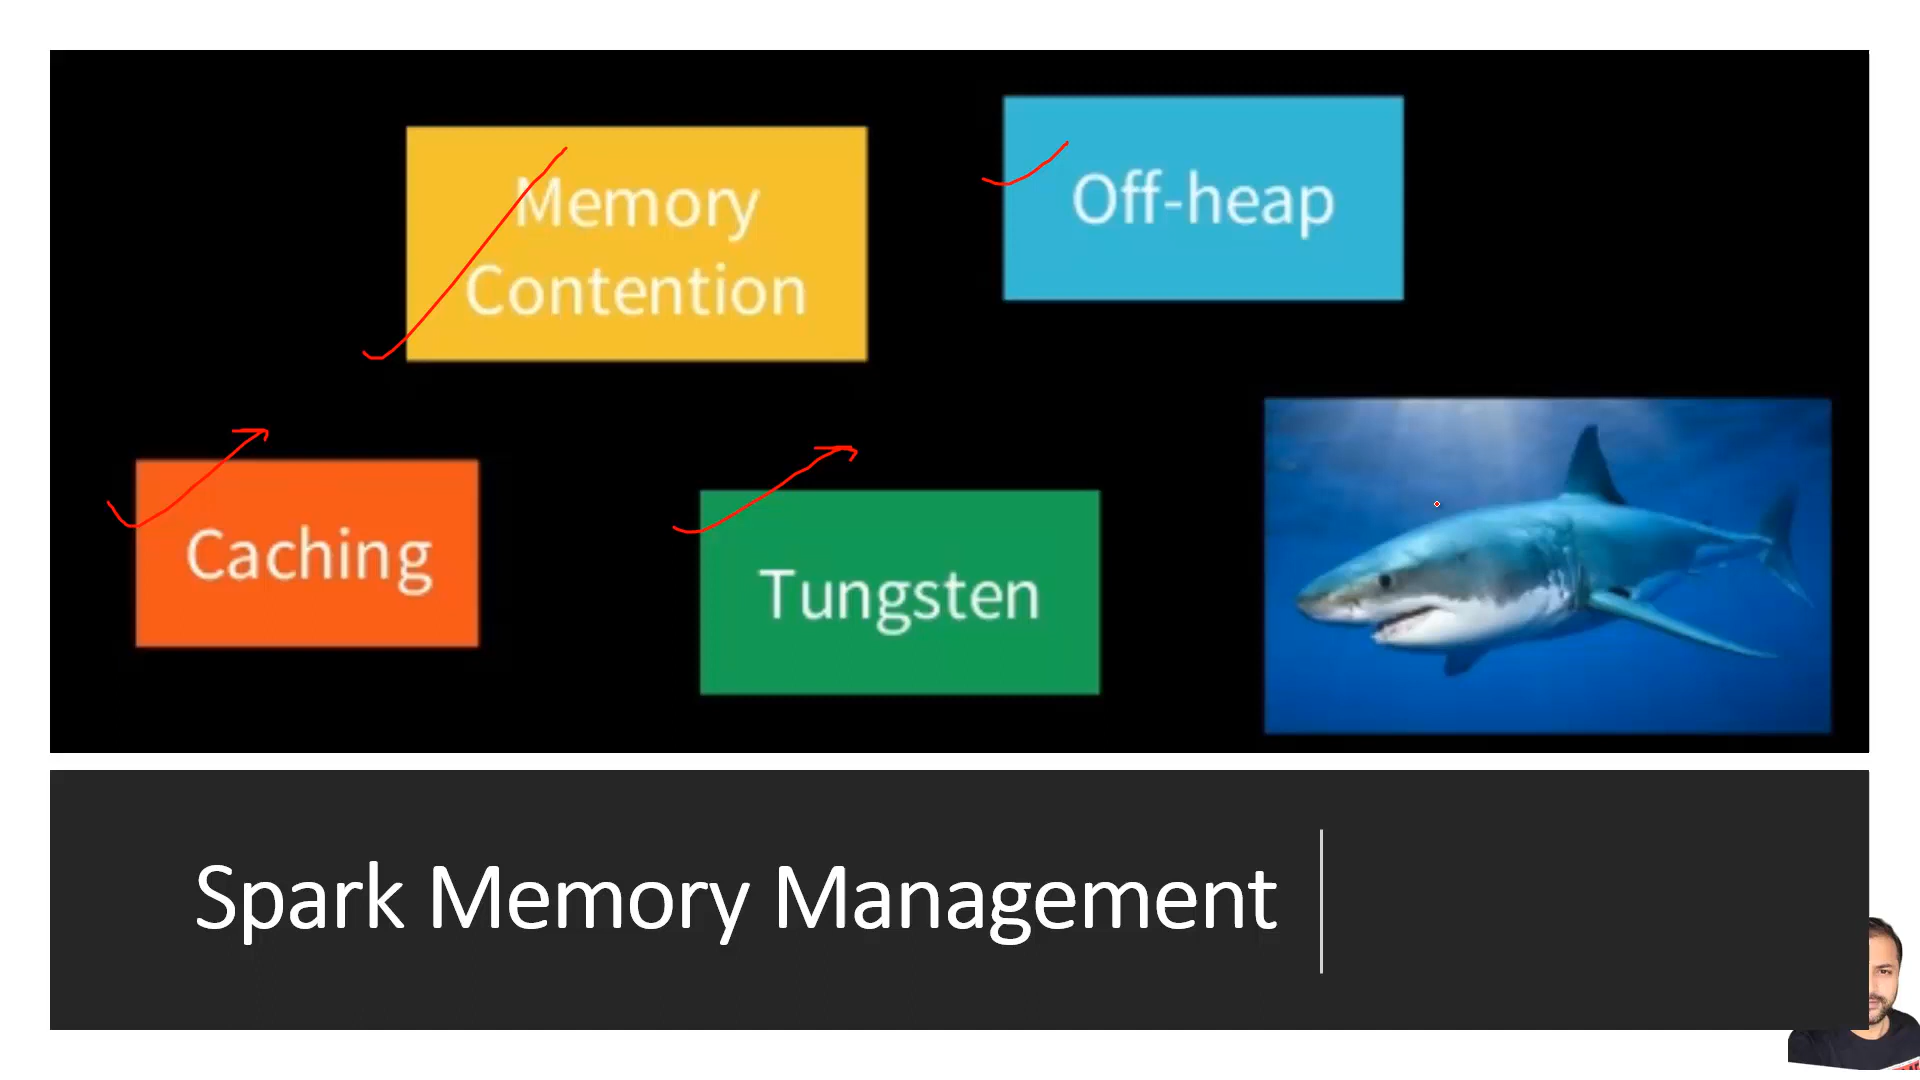 Memory
Contention
Off-heap
Caching
Tungsten
Spark Memory Management